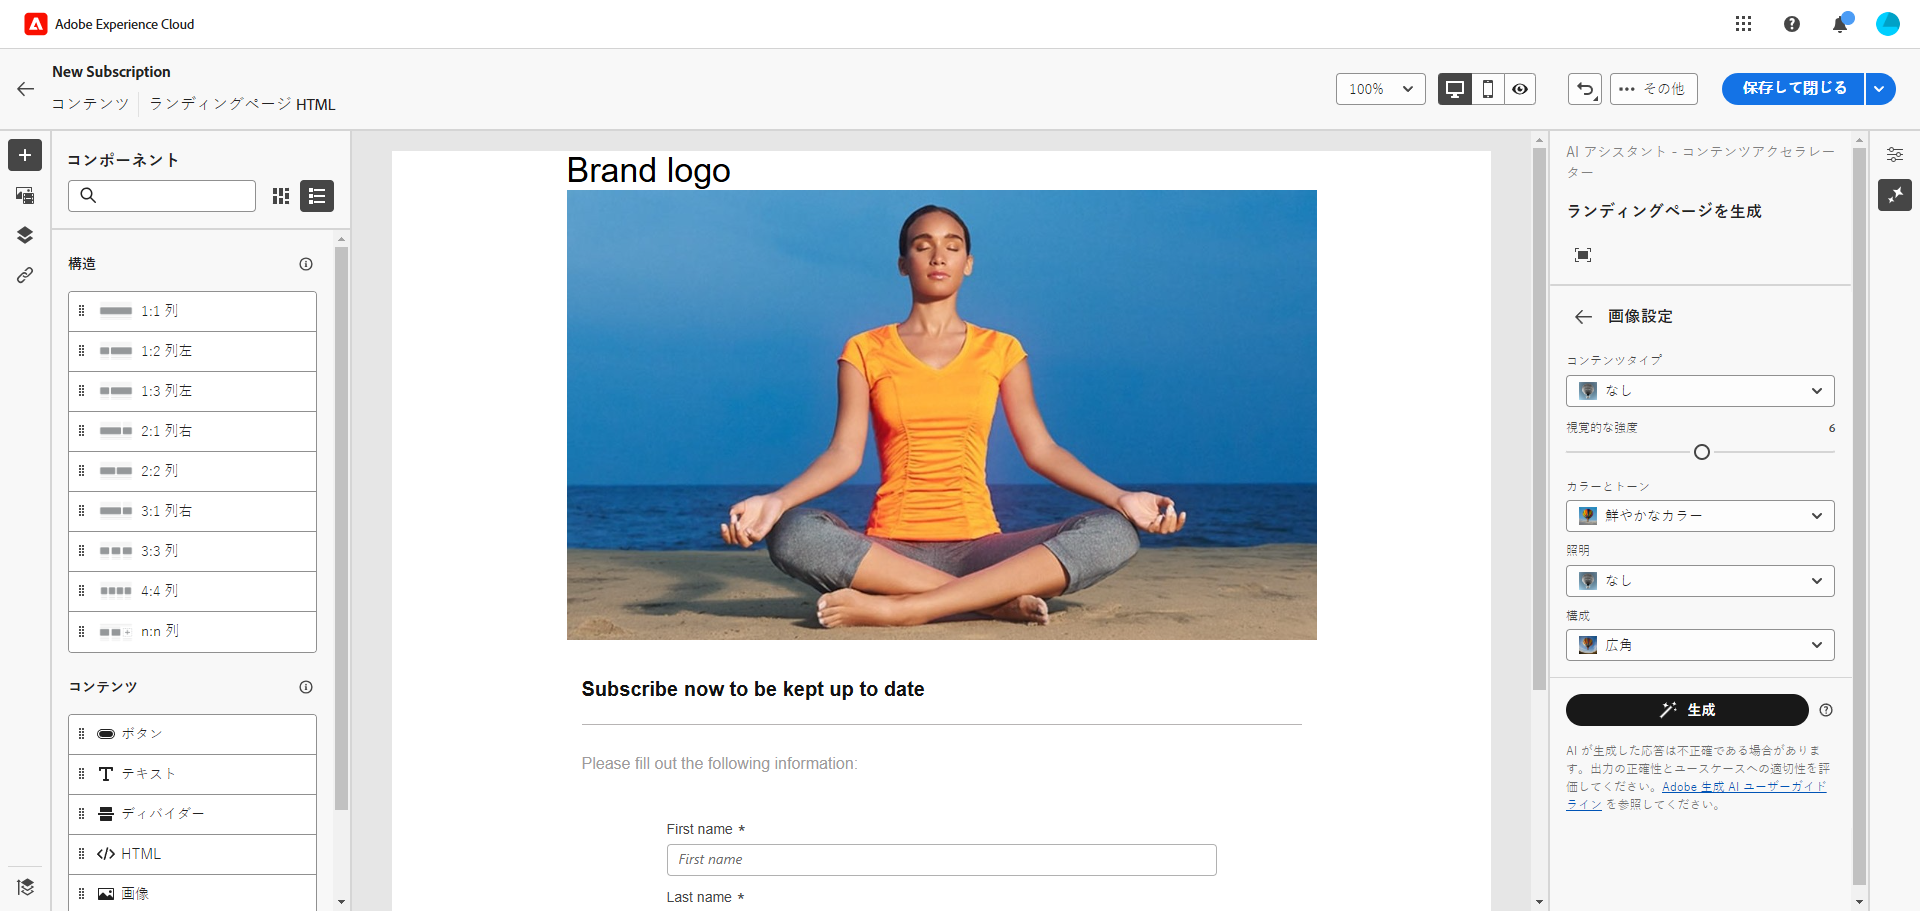 Adobe Experience Cloud
New Subscription
コンテンツ ランディングページ HTML
100%
その他
保存して閉じる
コンポーネント
構造
1:1 列
1:2 列左
1:3 列左
2:1 列右
2:2 列
3:1 列右
3:3 列
4:4 列
n:n 列
コンテンツ
ボタン
テキスト
ディバイダー
HTML
画像
Brand logo
Subscribe now to be kept up to date
Please fill out the following information:
First name *
First name
Last name *
AI アシスタント - コンテンツアクセラレー
ター
ランディングページを生成
画像設定
コンテンツタイプ
なし
視覚的な強度 6
カラーとトーン
鮮やかなカラー
照明
なし
構成
広角
生成
AI が生成した応答は不正確である場合がありま
す。出力の正確性とユースケースへの適切性を評
価してください。Adobe 生成 AI ユーザーガイド
ライン を参照してください。